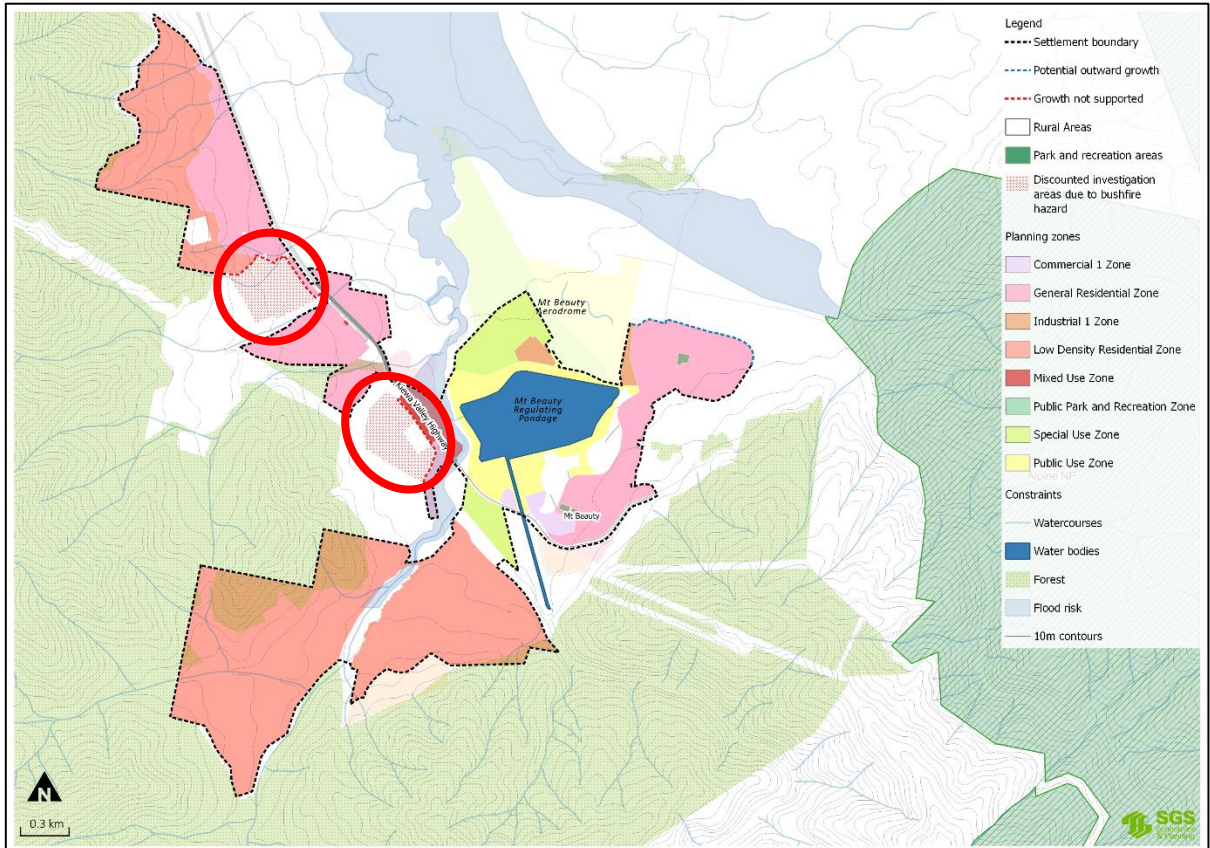 Legend
Settlement boundary
Potential outward growth
Growth not supported
Rural Areas
Park and recreation areas
Discounted investigation
areas due to bushfire
hazard
Planning zones
Commercial 1 Zone
General Residential Zone
Industrial 1 Zone
Low Density Residential Zone
Mixed Use Zone
Public Park and Recreation Zone
Special Use Zone
Public Use Zone
Alpine NP
Constraints
Watercourses
Water bodies
Forest
Flood risk
10m contours
Mt Beauty
Aerodrome
Mt Beauty
Regulating
Pondage
Kiewa Valley Highway
Mt Beauty
N
0.3 km
SGS
Economics
& Planning